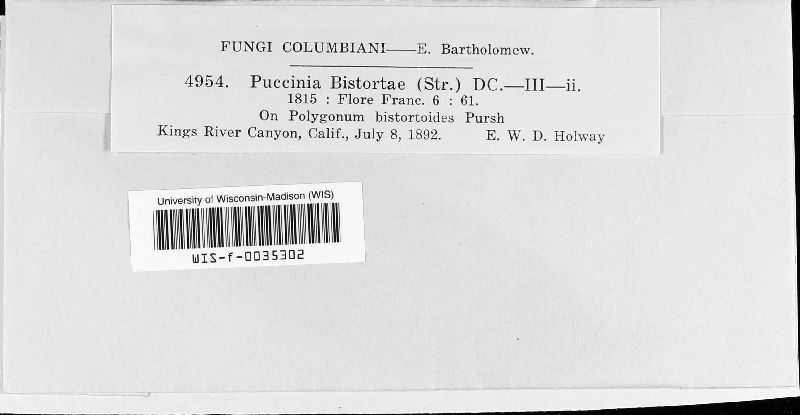 FUNGI COLUMBIANI——E. Bartholomew.
4954. Puccinia Bistortae (Str.) DC.—III—ii.
1815 : Flore Franc. 6 : 61.
On Polygonum bistortoides Pursh
Kings River Canyon, Calif., July 8, 1892. E. W. D. Holway
University of Wisconsin-Madison (WIS)
WIS-f-0035302